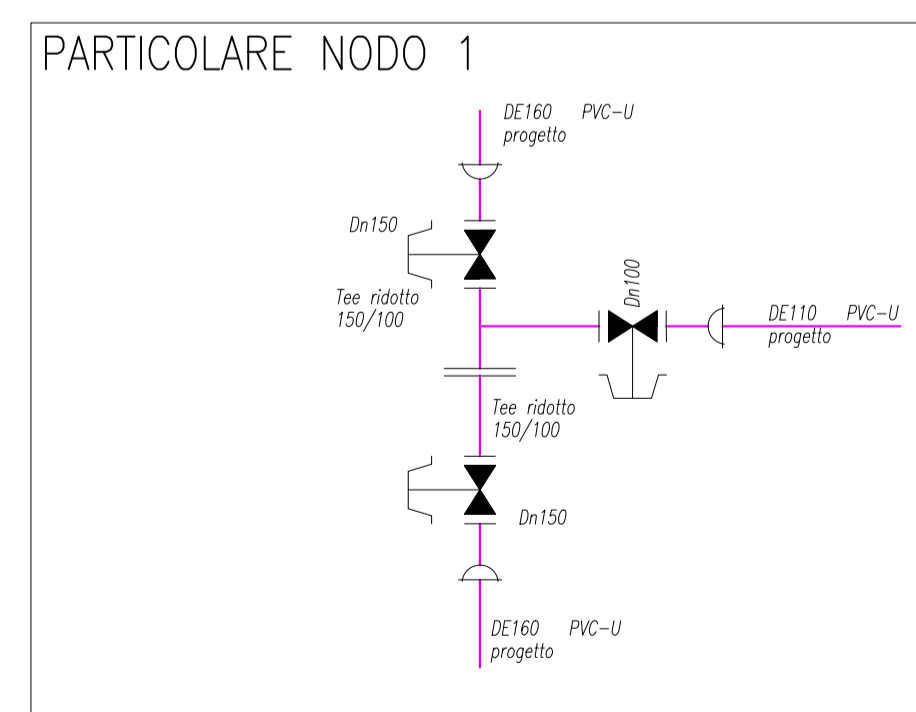 PARTICOLARE NODO 1
DE160 PVC-U
progetto
Dn150
Tee ridotto
150/100
Dn100
DE110 PVC-U
progetto
Tee ridotto
150/100
Dn150
DE160 PVC-U
progetto